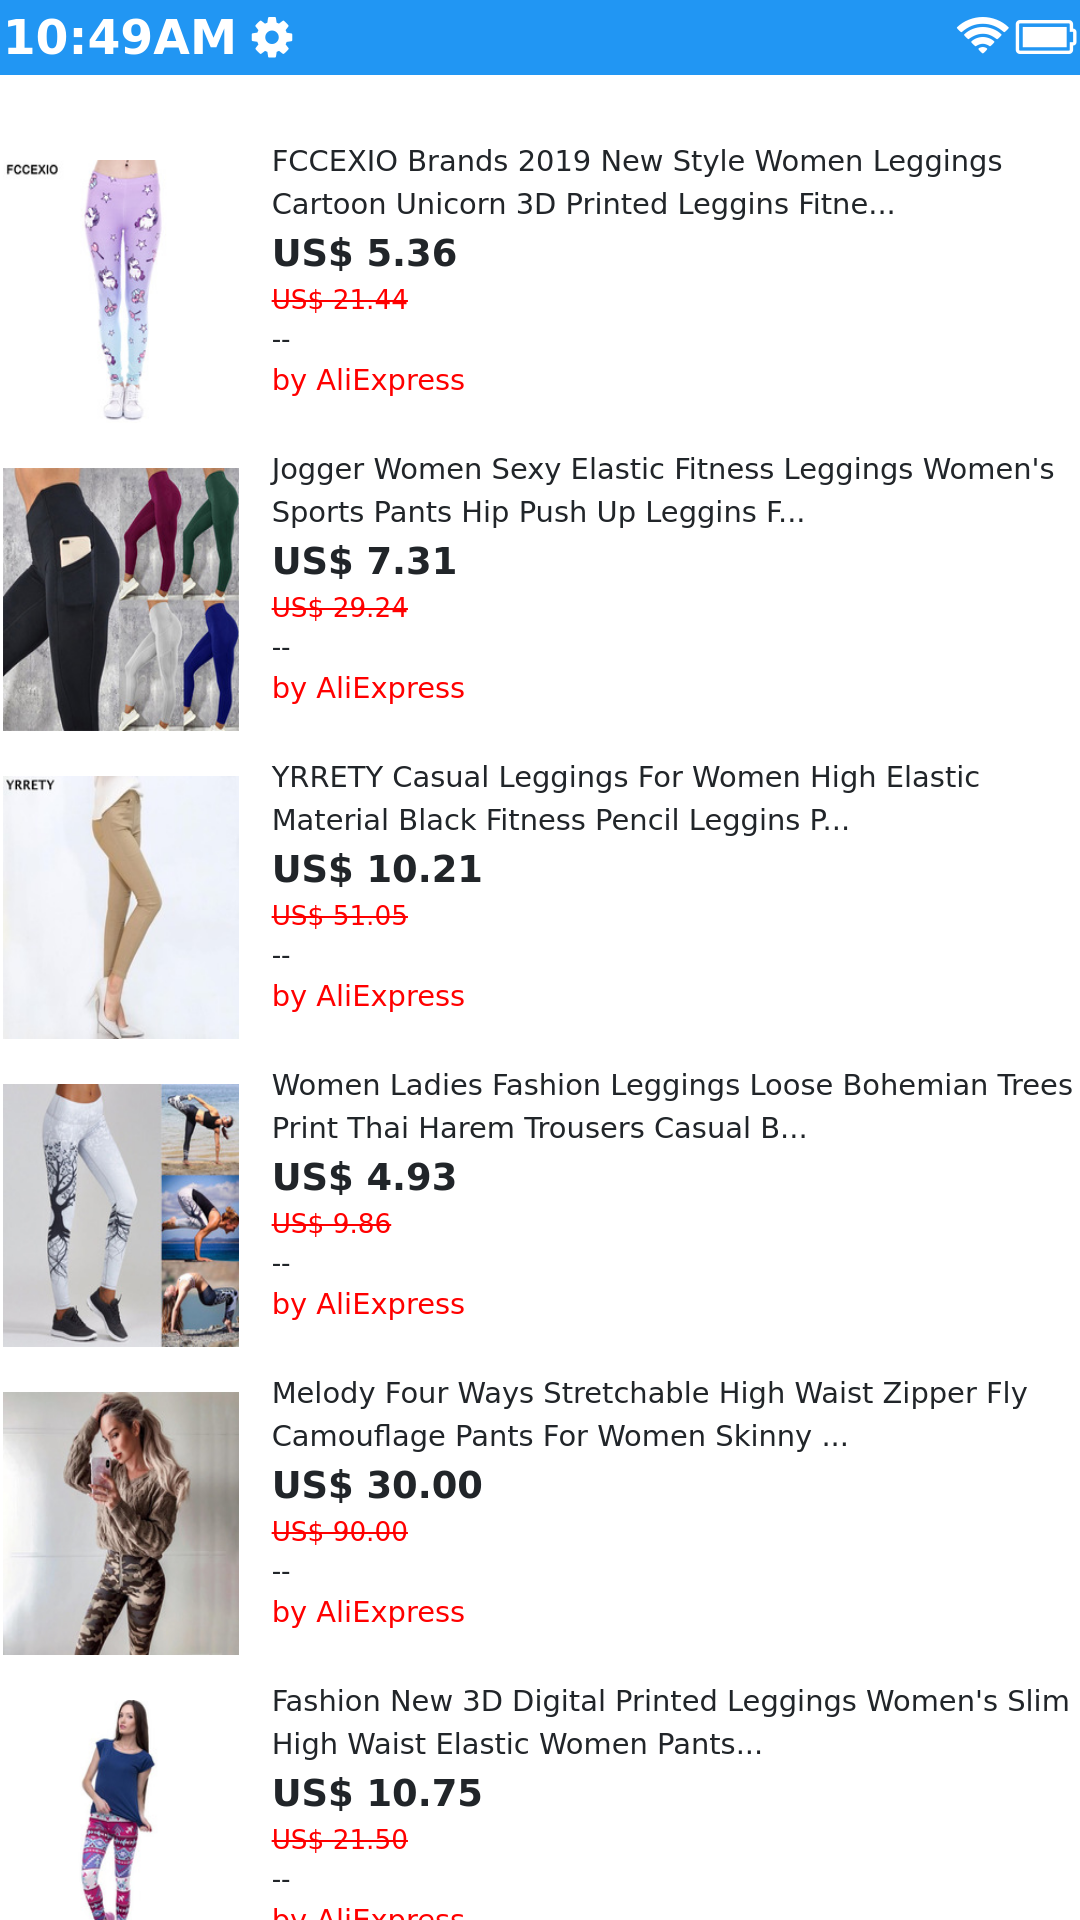 10:49AM
FCCEXIO
FCCEXIO Brands 2019 New Style Women Leggings
Cartoon Unicorn 3D Printed Leggins Fitne...
US$ 5.36
US$ 21.44
--
by AliExpress
Jogger Women Sexy Elastic Fitness Leggings Women's
Sports Pants Hip Push Up Leggins F...
US$ 7.31
US$ 29.24
--
by AliExpress
YRRETY
YRRETY Casual Leggings For Women High Elastic
Material Black Fitness Pencil Leggins P...
US$ 10.21
US$ 51.05
--
by AliExpress
Women Ladies Fashion Leggings Loose Bohemian Trees
Print Thai Harem Trousers Casual B...
US$ 4.93
US$ 9.86
--
by AliExpress
Melody Four Ways Stretchable High Waist Zipper Fly
Camouflage Pants For Women Skinny ...
US$ 30.00
US$ 90.00
--
by AliExpress
Fashion New 3D Digital Printed Leggings Women's Slim
High Waist Elastic Women Pants...
US$ 10.75
US$ 21.50
--
by AliExpress